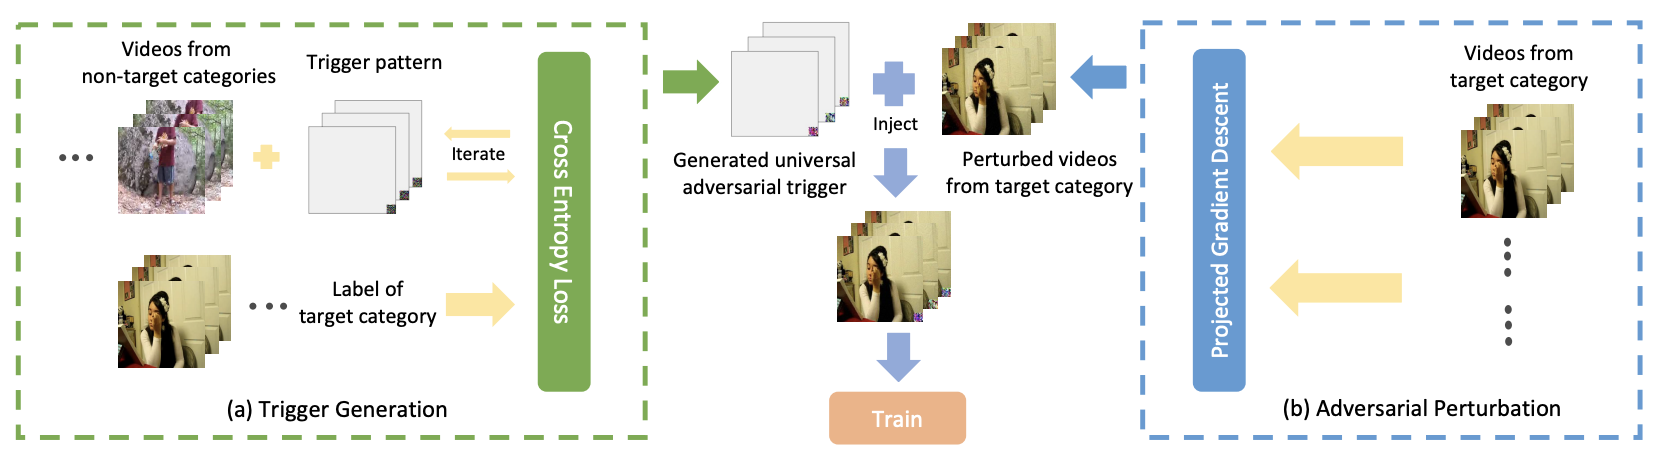 Videos from
non-target categories
Trigger pattern
Iterate
Label of
target category
Cross Entropy Loss
(a) Trigger Generation
Generated universal
adversarial trigger
Inject
Perturbed videos
from target category
Train
Projected Gradient Descent
Videos from
target category
(b) Adversarial Perturbation